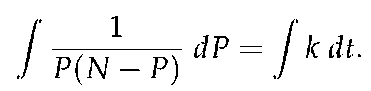 ∫ 1/(P(N − P)) dP = ∫ k dt.